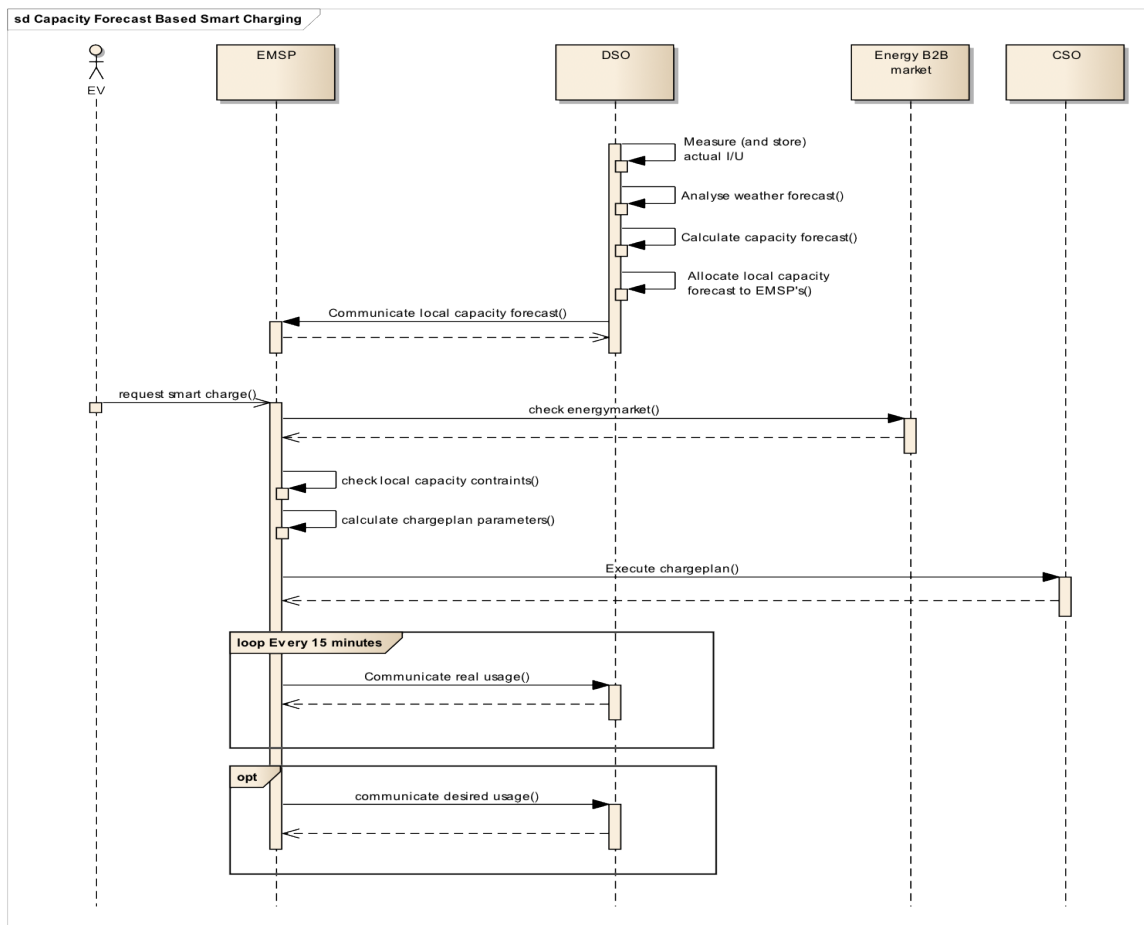 sd Capacity Forecast Based Smart Charging
EV
EMSP
DSO
Energy B2B
market
CSO
Measure (and store)
actual I/U
Analyse weather forecast()
Calculate capacity forecast()
Allocate local capacity
forecast to EMSP's()
Communicate local capacity forecast()
request smart charge()
check energymarket()
check local capacity contraints()
calculate chargeplan parameters()
Execute chargeplan()
loop Every 15 minutes
Communicate real usage()
opt
communicate desired usage()